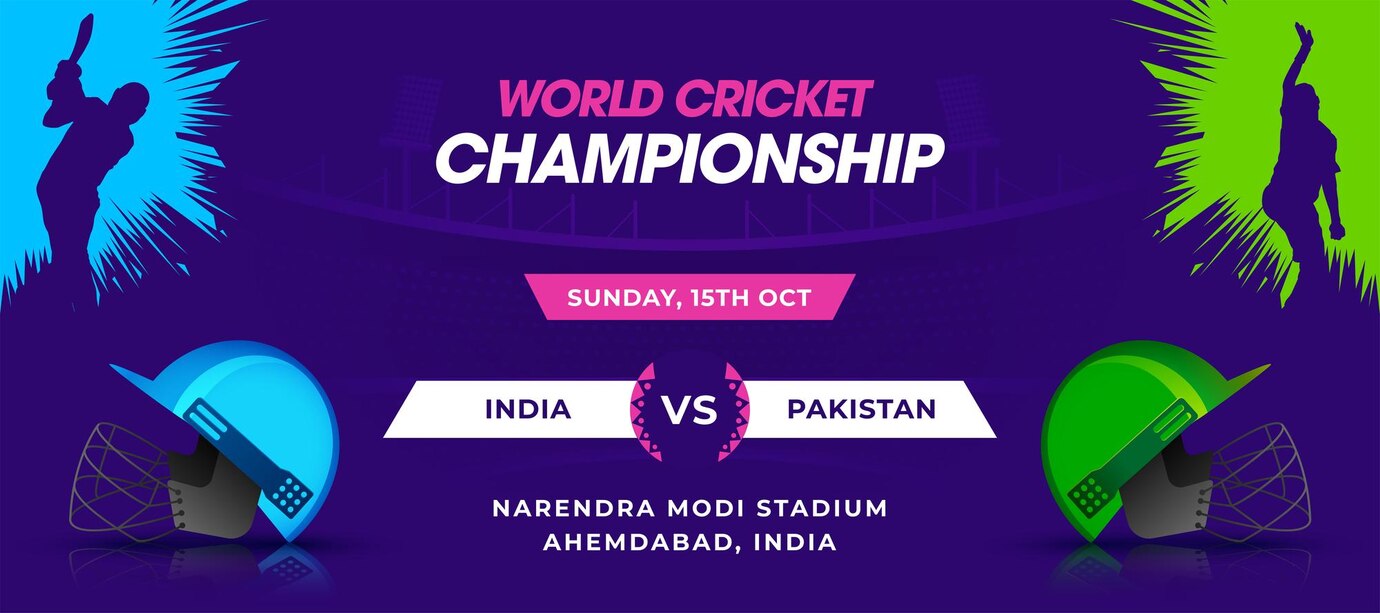 WORLD CRICKET
CHAMPIONSHIP
SUNDAY, 15TH OCT
INDIA VS PAKISTAN
NARENDRA MODI STADIUM
AHEMDABAD, INDIA